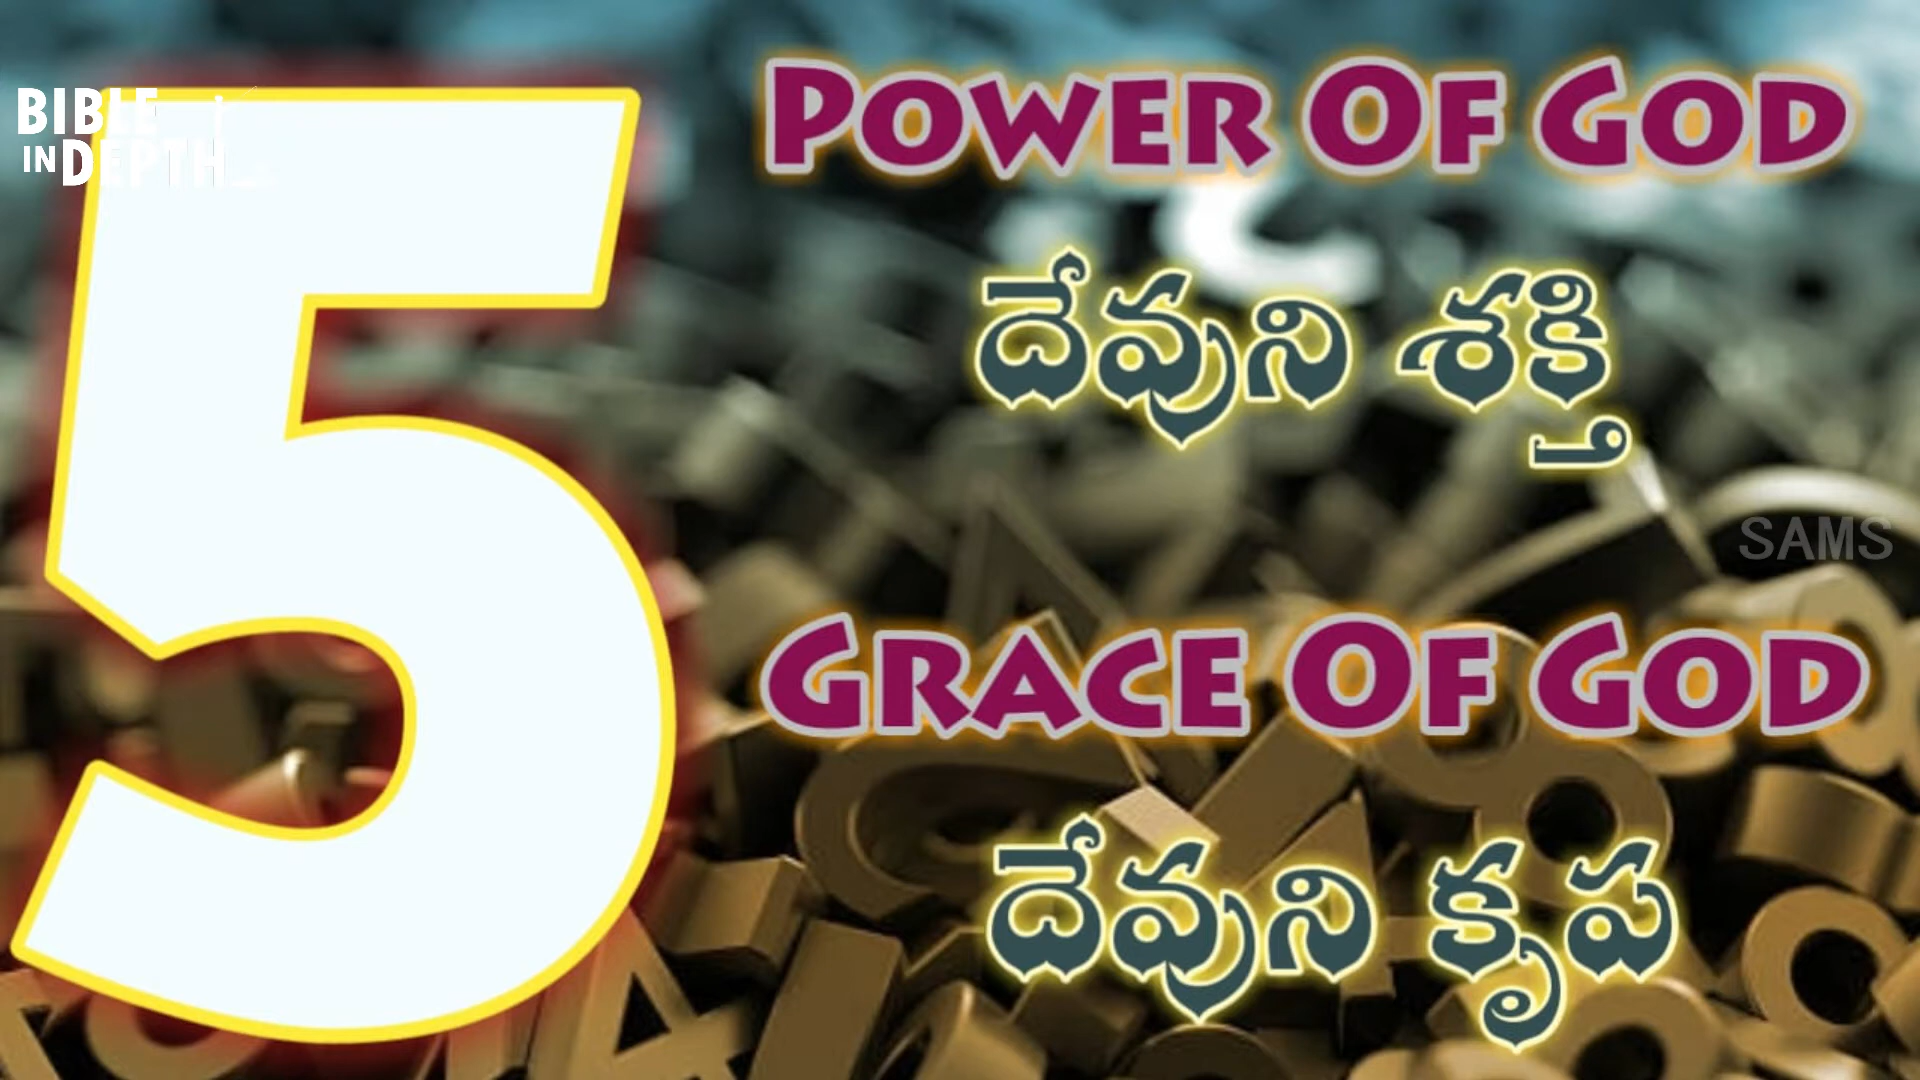 BIBLE
IN DEPTH
5
POWER OF GOD
దేవుని శక్తి
SAMS
GRACE OF GOD
దేవుని కృప